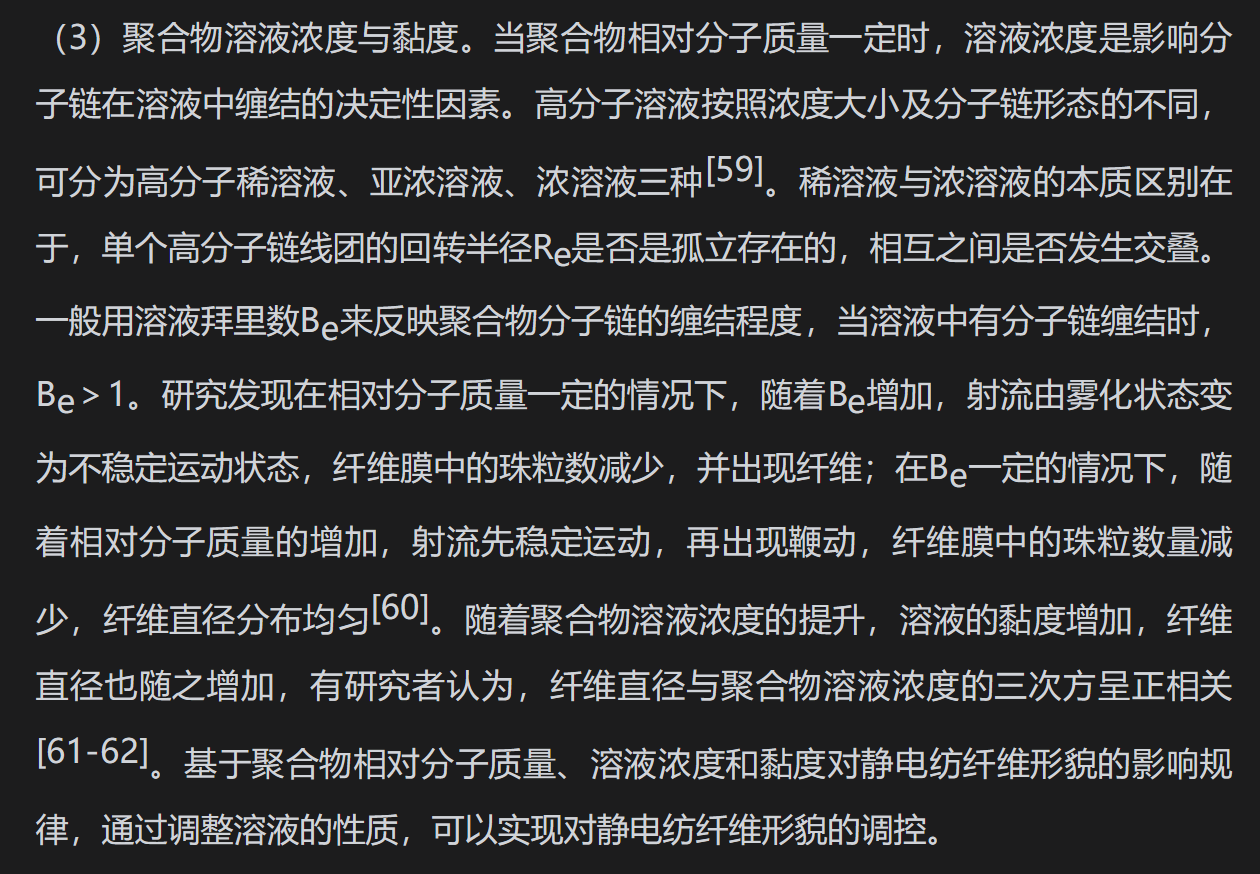 （3）聚合物溶液浓度与黏度。当聚合物相对分子质量一定时，溶液浓度是影响分
子链在溶液中缠结的决定性因素。高分子溶液按照浓度大小及分子链形态的不同，
可分为高分子稀溶液、亚浓溶液、浓溶液三种[59]。稀溶液与浓溶液的本质区别在
于，单个高分子链线团的回转半径Re是否是孤立存在的，相互之间是否发生交叠。
一般用溶液拜里数Be来反映聚合物分子链的缠结程度，当溶液中有分子链缠结时，
Be＞1。研究发现在相对分子质量一定的情况下，随着Be增加，射流由雾化状态变
为不稳定运动状态，纤维膜中的珠粒数减少，并出现纤维；在Be一定的情况下，随
着相对分子质量的增加，射流先稳定运动，再出现鞭动，纤维膜中的珠粒数量减
少，纤维直径分布均匀[60]。随着聚合物溶液浓度的提升，溶液的黏度增加，纤维
直径也随之增加，有研究者认为，纤维直径与聚合物溶液浓度的三次方呈正相关
[61-62]。基于聚合物相对分子质量、溶液浓度和黏度对静电纺纤维形貌的影响规
律，通过调整溶液的性质，可以实现对静电纺纤维形貌的调控。